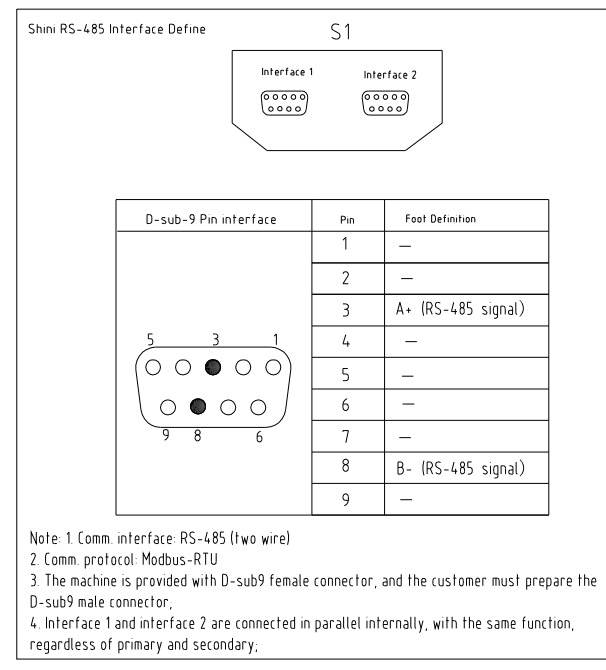 Shini RS-485 Interface Define
S1
Interface 1 Interface 2
D-sub-9 Pin interface Pin Foot Definition
1 —
2 —
3 A+ (RS-485 signal)
5 3 1
4 —
5 —
6 —
9 8 6
7 —
8 B- (RS-485 signal)
9 —
Note: 1. Comm. interface: RS-485 (two wire)
2. Comm. protocol: Modbus-RTU
3. The machine is provided with D-sub9 female connector, and the customer must prepare the
D-sub9 male connector;
4. Interface 1 and interface 2 are connected in parallel internally, with the same function,
regardless of primary and secondary;